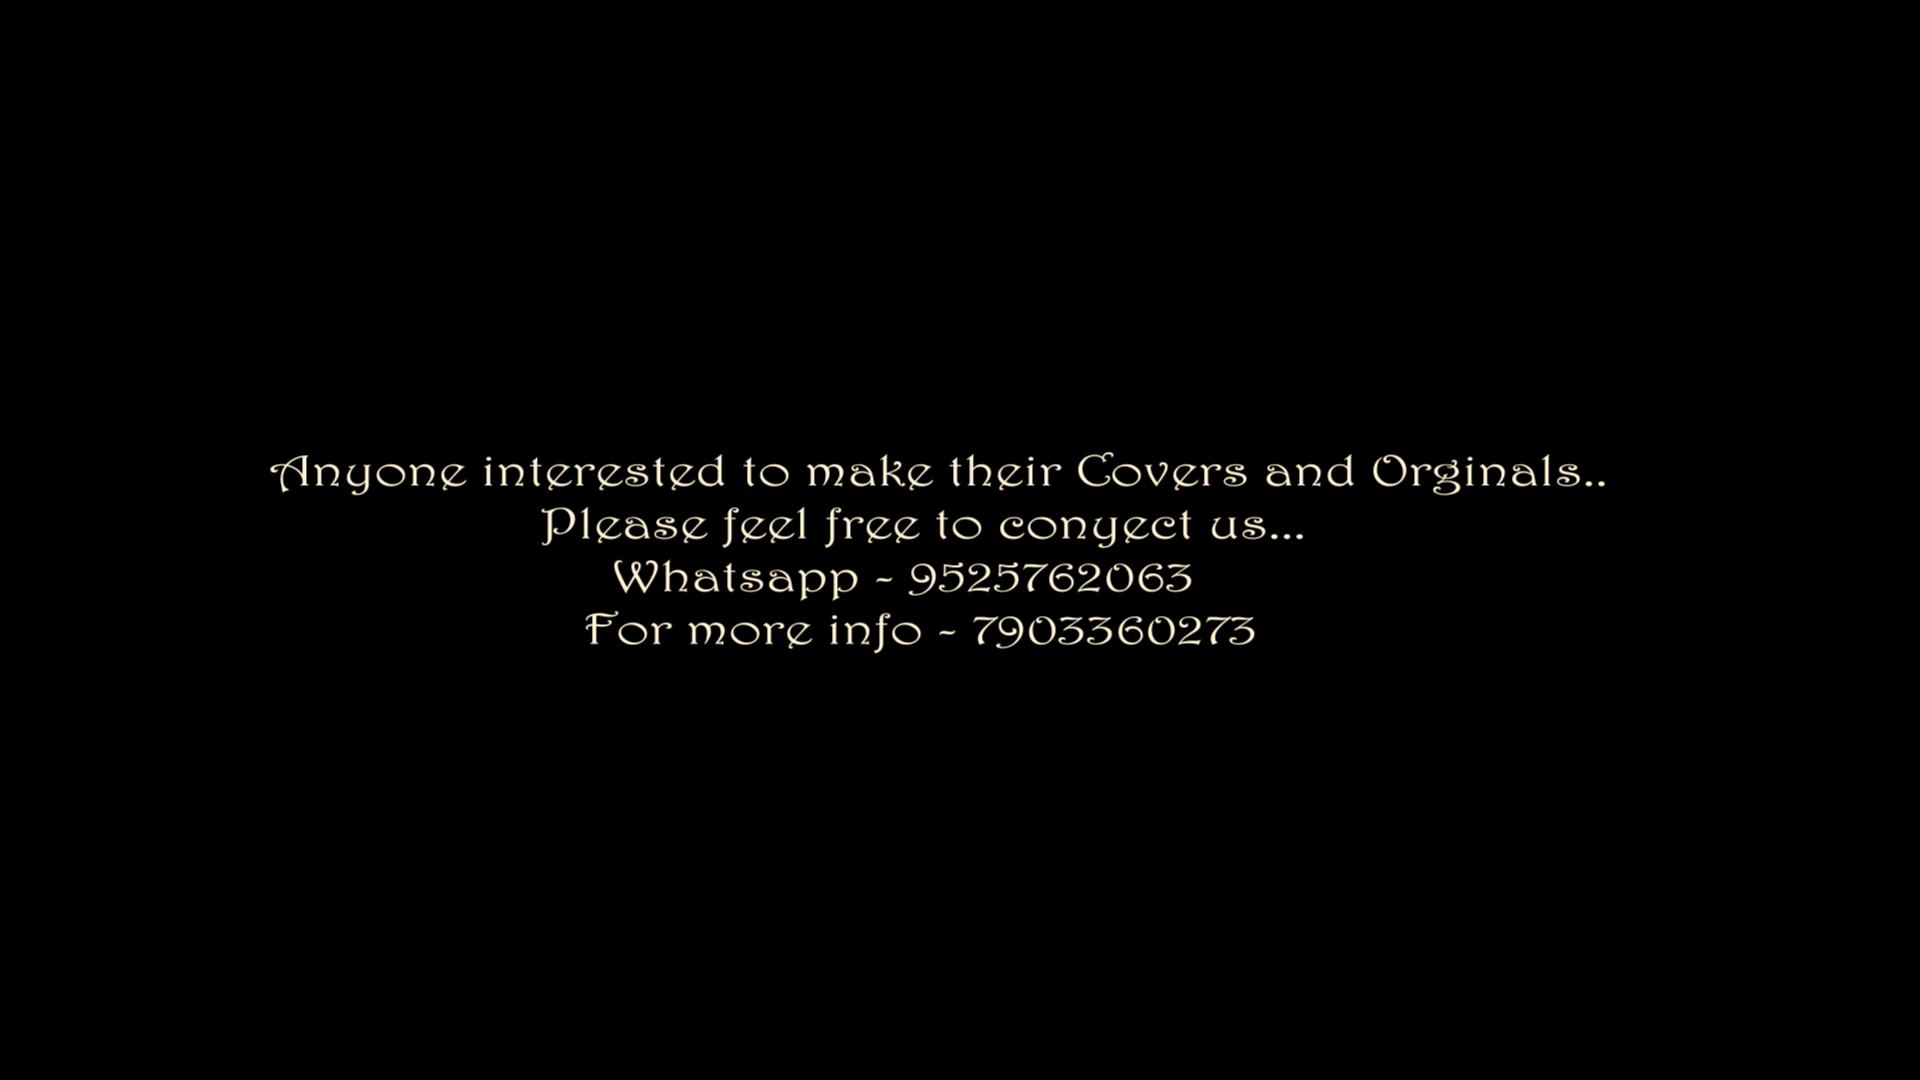 Anyone interested to make their Covers and Orginals..
Please feel free to conyect us...
Whatsapp - 9525762063
For more info - 7903360273